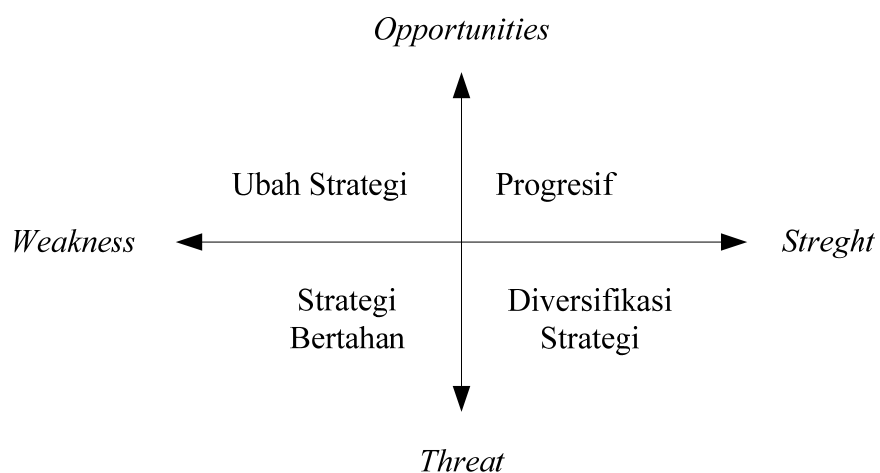 Opportunities
Ubah Strategi
Progresif
Weakness
Streght
Strategi
Bertahan
Diversifikasi
Strategi
Threat